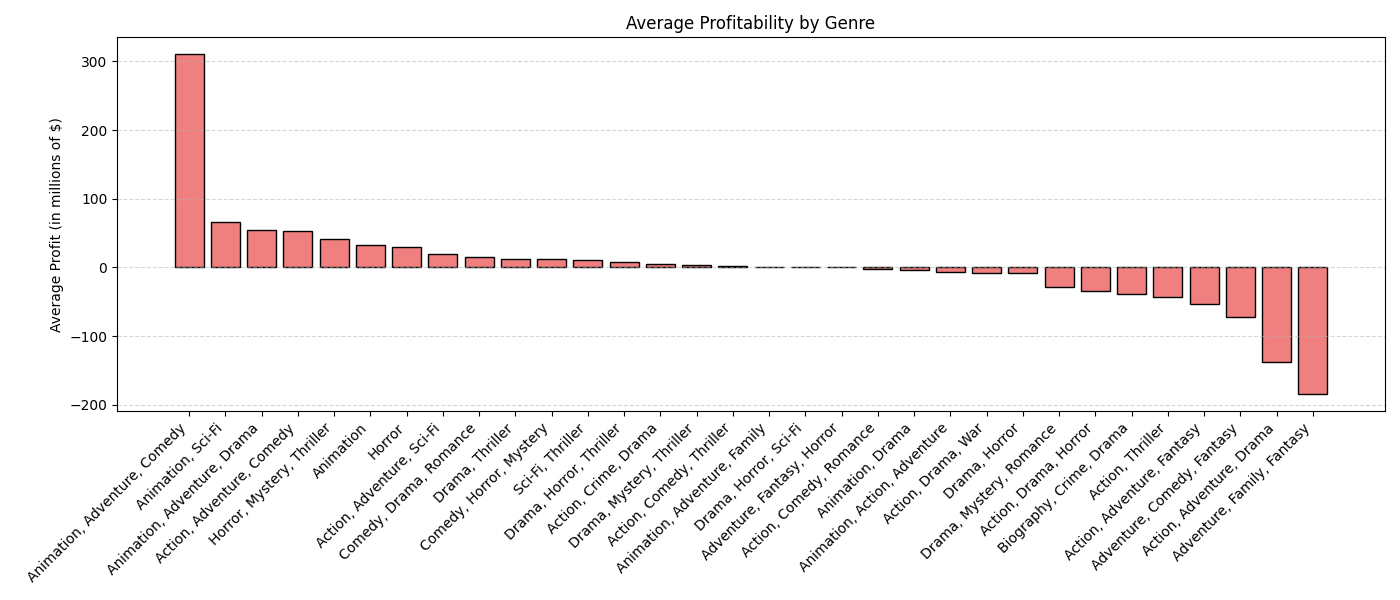 Average Profitability by Genre
Average Profit (in millions of $)
300
200
100
0
−100
−200
Animation, Adventure, Comedy
Animation, Sci-Fi
Animation, Adventure, Drama
Action, Adventure, Comedy
Horror, Mystery, Thriller
Animation
Horror
Action, Adventure, Sci-Fi
Comedy, Drama, Romance
Drama, Thriller
Comedy, Horror, Mystery
Sci-Fi, Thriller
Drama, Horror, Thriller
Action, Crime, Drama
Drama, Mystery, Thriller
Action, Comedy, Thriller
Animation, Adventure, Family
Drama, Horror, Sci-Fi
Adventure, Fantasy, Horror
Action, Comedy, Romance
Animation, Drama
Animation, Action, Adventure
Action, Drama, War
Drama, Horror
Drama, Mystery, Romance
Action, Drama, Horror
Biography, Crime, Drama
Action, Thriller
Action, Adventure, Fantasy
Adventure, Comedy, Fantasy
Action, Adventure, Drama
Adventure, Family, Fantasy